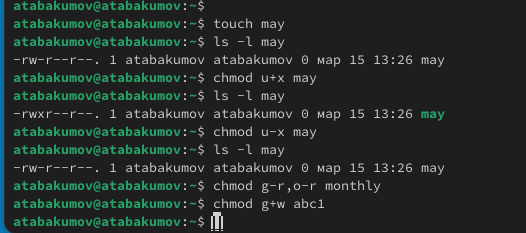 atabakumov@atabakumov:~$
atabakumov@atabakumov:~$ touch may
atabakumov@atabakumov:~$ ls -l may
-rw-r--r--. 1 atabakumov atabakumov 0 мар 15 13:26 may
atabakumov@atabakumov:~$ chmod u+x may
atabakumov@atabakumov:~$ ls -l may
-rwxr--r--. 1 atabakumov atabakumov 0 мар 15 13:26 may
atabakumov@atabakumov:~$ chmod u-x may
atabakumov@atabakumov:~$ ls -l may
-rw-r--r--. 1 atabakumov atabakumov 0 мар 15 13:26 may
atabakumov@atabakumov:~$ chmod g-r,o-r monthly
atabakumov@atabakumov:~$ chmod g+w abc1
atabakumov@atabakumov:~$